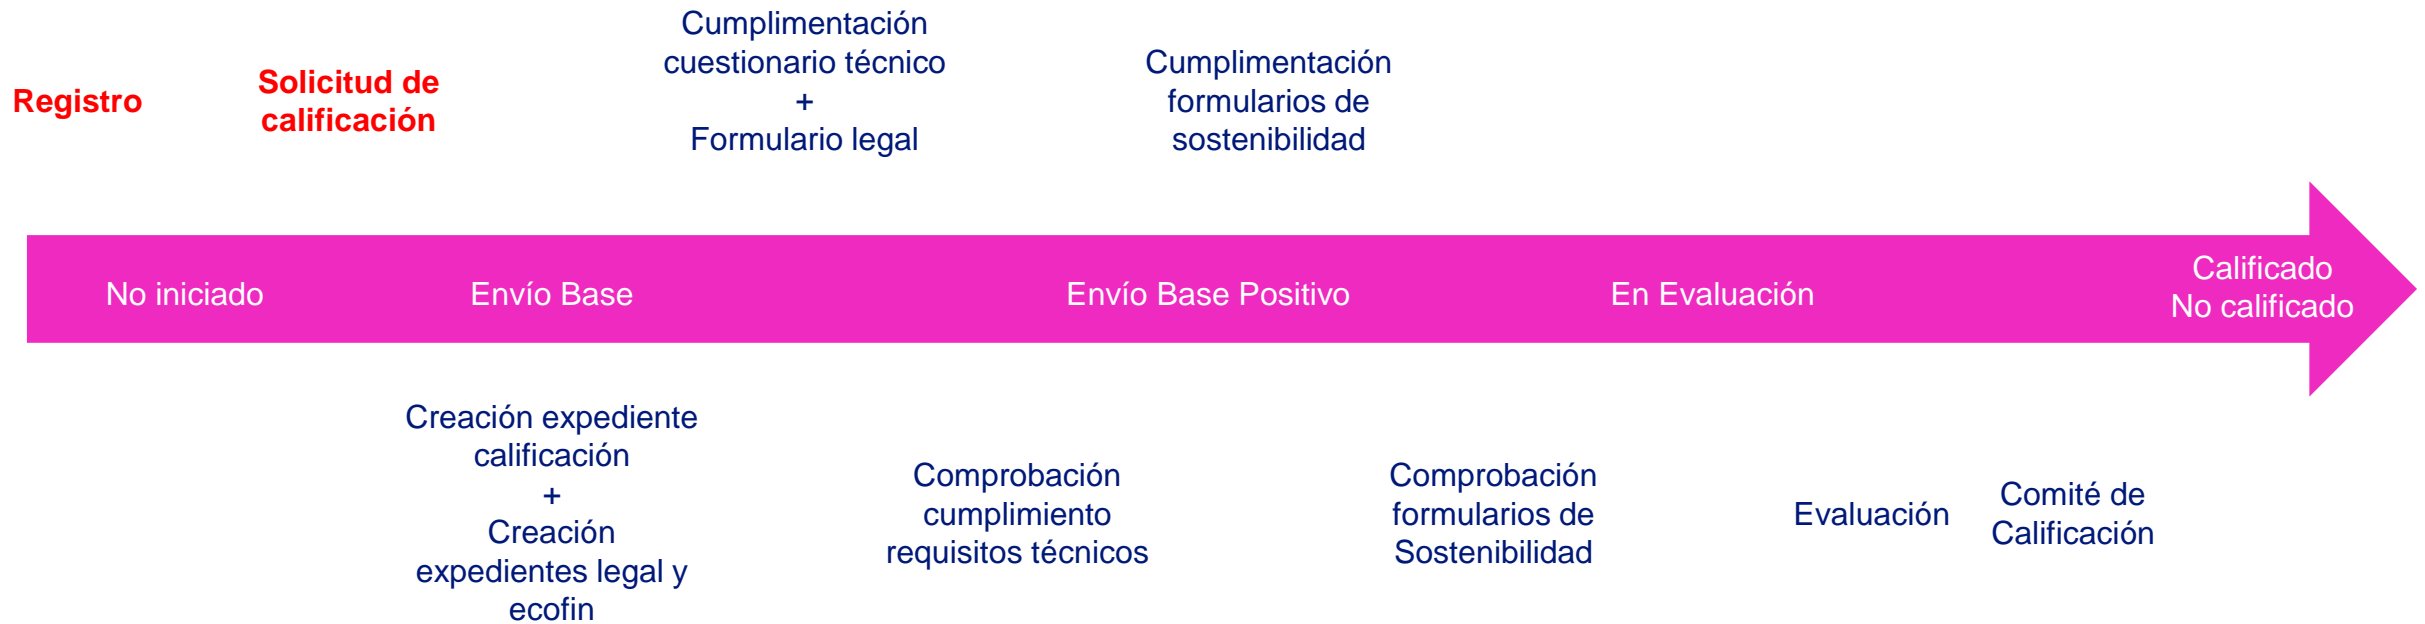 Registro
Solicitud de
calificación
Cumplimentación
cuestionario técnico
+
Formulario legal
Cumplimentación
formularios de
sostenibilidad
No iniciado
Envío Base
Envío Base Positivo
En Evaluación
Calificado
No calificado
Creación expediente
calificación
+
Creación
expedientes legal y
ecofin
Comprobación
cumplimiento
requisitos técnicos
Comprobación
formularios de
Sostenibilidad
Evaluación
Comité de
Calificación